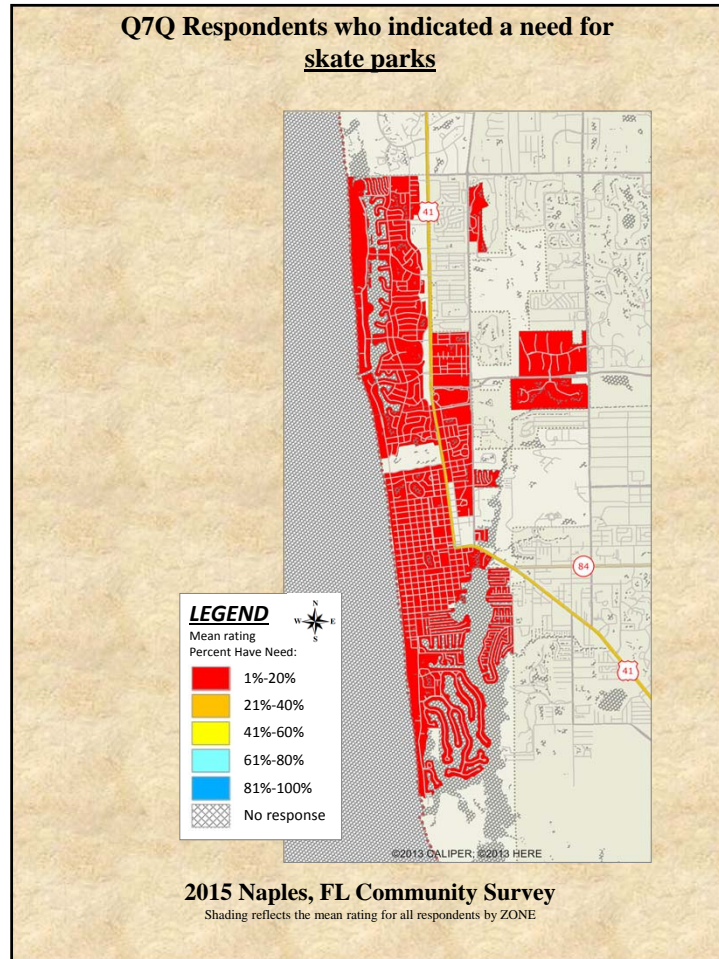 Q7Q Respondents who indicated a need for
skate parks
41
84
41
LEGEND
N
W E
S
Mean rating
Percent Have Need:
1%-20%
21%-40%
41%-60%
61%-80%
81%-100%
No response
©2013 CALIPER; ©2013 HERE
2015 Naples, FL Community Survey
Shading reflects the mean rating for all respondents by ZONE